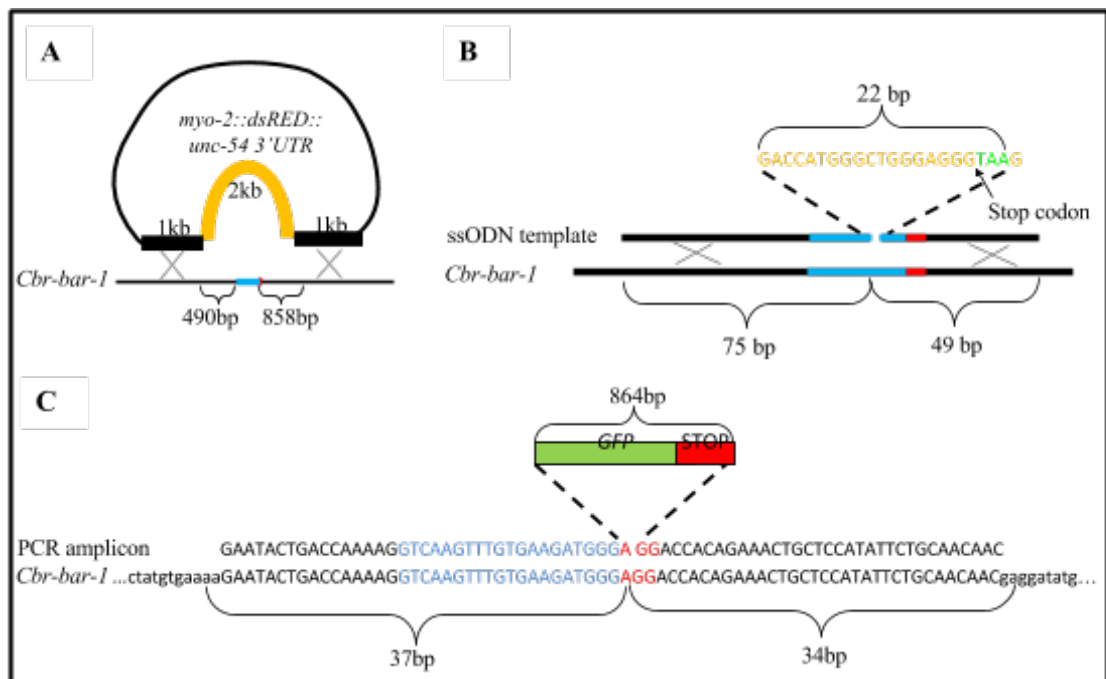 A
myo-2::dsRED::
unc-54 3'UTR
2kb
1kb
1kb
Cbr-bar-1
490bp
858bp
B
22 bp
GACCATGGGCTGGGAGGGTAAG
Stop codon
ssODN template
Cbr-bar-1
75 bp
49 bp
C
864bp
GFP
STOP
PCR amplicon GAATACTGACCAAAAGGTCAAGTTTGTGAAGATGGGA GGACCACAGAAACTGCTCCATATTCTGCAACAAC
Cbr-bar-1 ...ctatgtgaaaaGAATACTGACCAAAAGGTCAAGTTTGTGAAGATGGGAGGACCACAGAAACTGCTCCATATTCTGCAACAACgaggatatg...
37bp
34bp